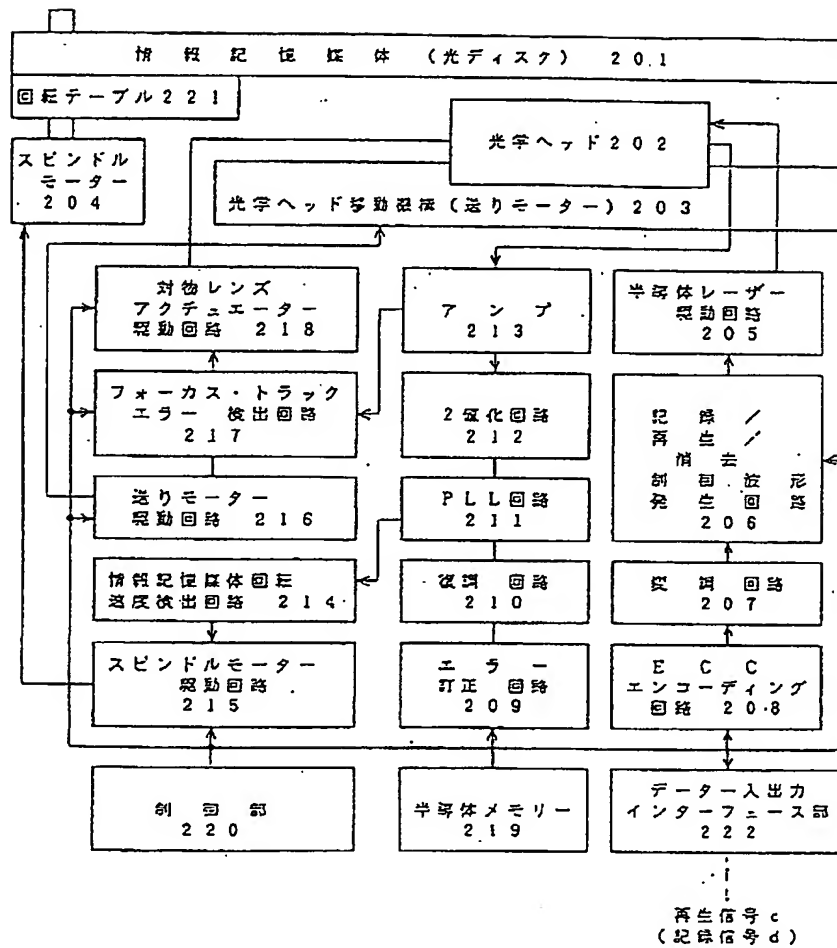 情報記憶媒体 (光ディスク) 20.1
回転テーブル221
光学ヘッド202
スピンドル
モーター
204
光学ヘッド移動機構(送りモーター)203
対物レンズ
アクチュエーター
駆動回路 218
アンプ
213
半導体レーザー
駆動回路
205
フォーカス・トラック
エラー 検出回路
217
2値化回路
212
記録/
再生/
消去
制御波形
発生回路
206
送りモーター
駆動回路 216
PLL回路
211
情報記憶媒体回転
速度検出回路 214
復調 回路
210
変調回路
207
スピンドルモーター
駆動回路
215
エラー
訂正 回路
209
ECC
エンコーディング
回路 20.8
制御部
220
半導体メモリー
219
データー入出力
インターフェース部
222
再生信号c
(記録信号d)